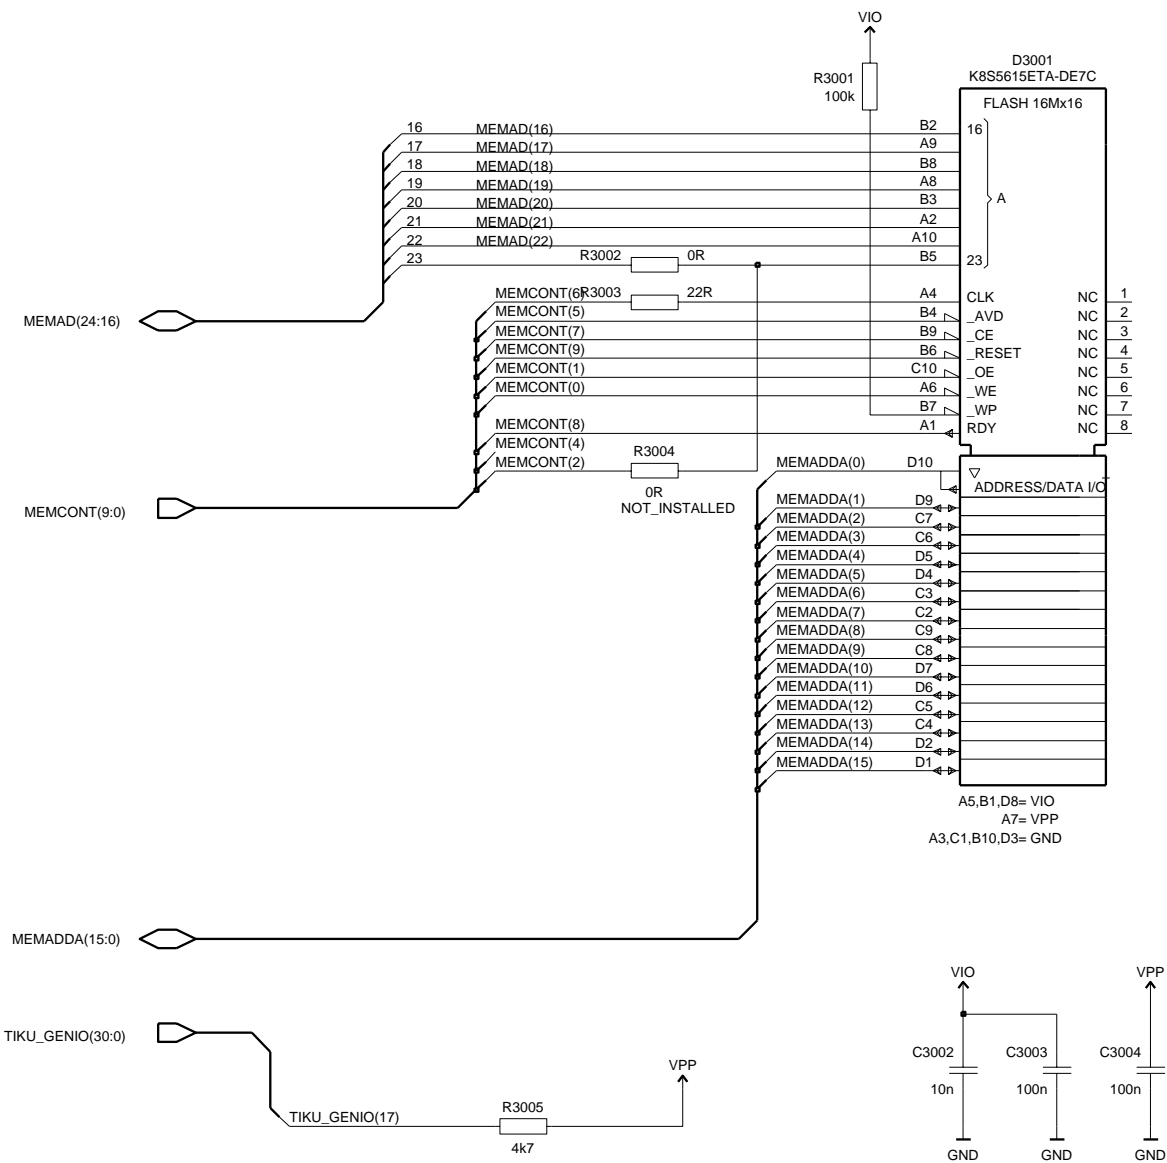 VIO
D3001
K8S5615ETA-DE7C
R3001
100k
FLASH 16Mx16
16 MEMAD(16) B2 16
17 MEMAD(17) A9
18 MEMAD(18) B8
19 MEMAD(19) A8
20 MEMAD(20) B3 A
21 MEMAD(21) A2
22 MEMAD(22) A10
23 R3002 0R B5 23
MEMCONT(6) R3003 22R A4 CLK NC 1
MEMAD(24:16)
MEMCONT(5) B4 _AVD NC 2
MEMCONT(7) B9 _CE NC 3
MEMCONT(9) B6 _RESET NC 4
MEMCONT(1) C10 _OE NC 5
MEMCONT(0) A6 _WE NC 6
B7 _WP NC 7
MEMCONT(8) A1 RDY NC 8
MEMCONT(4)
R3004
MEMCONT(2) MEMADDA(0) D10
0R
NOT_INSTALLED
ADDRESS/DATA I/O
MEMCONT(9:0)
MEMADDA(1) D9
MEMADDA(2) C7
MEMADDA(3) C6
MEMADDA(4) D5
MEMADDA(5) D4
MEMADDA(6) C3
MEMADDA(7) C2
MEMADDA(8) C9
MEMADDA(9) C8
MEMADDA(10) D7
MEMADDA(11) D6
MEMADDA(12) C5
MEMADDA(13) C4
MEMADDA(14) D2
MEMADDA(15) D1
A5,B1,D8= VIO
A7= VPP
A3,C1,B10,D3= GND
MEMADDA(15:0)
VIO VPP
TIKU_GENIO(30:0)
C3002 C3003 C3004
10n 100n 100n
VPP
TIKU_GENIO(17) R3005
4k7
GND GND GND